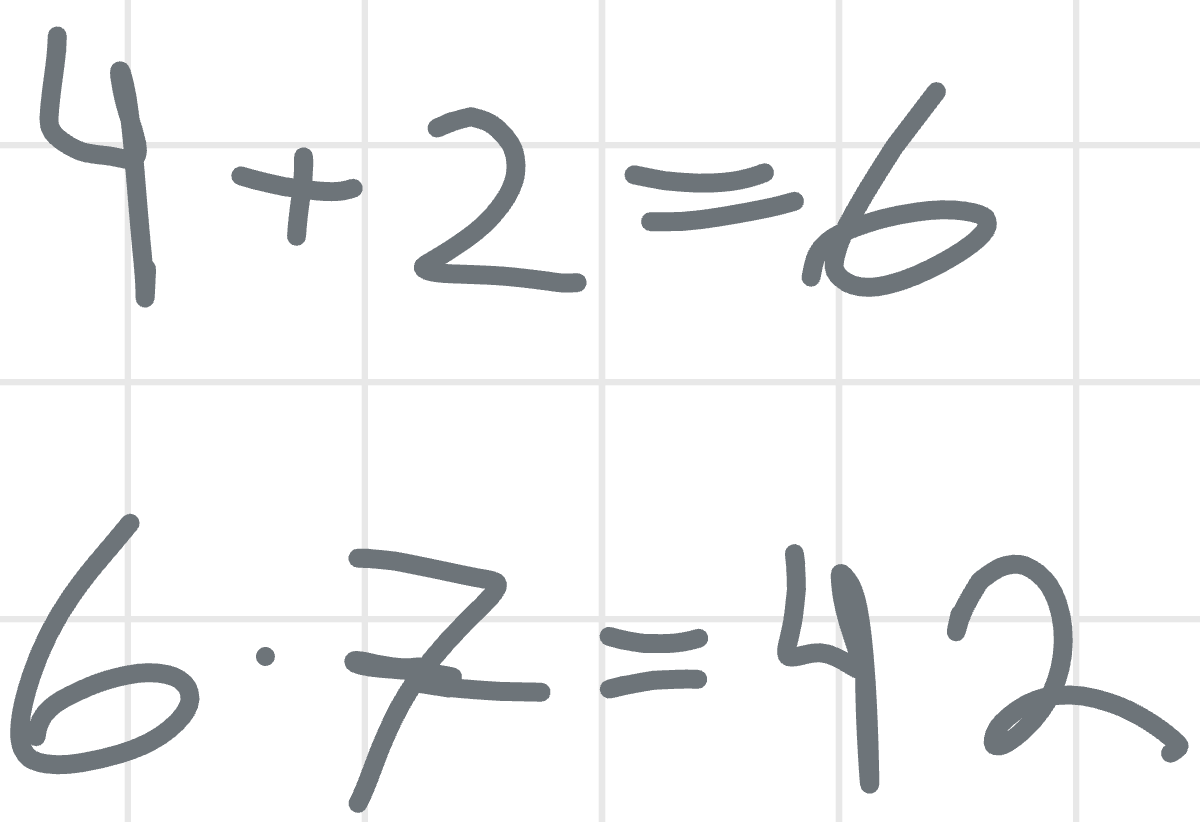 4 + 2 = 6
6 · 7 = 42